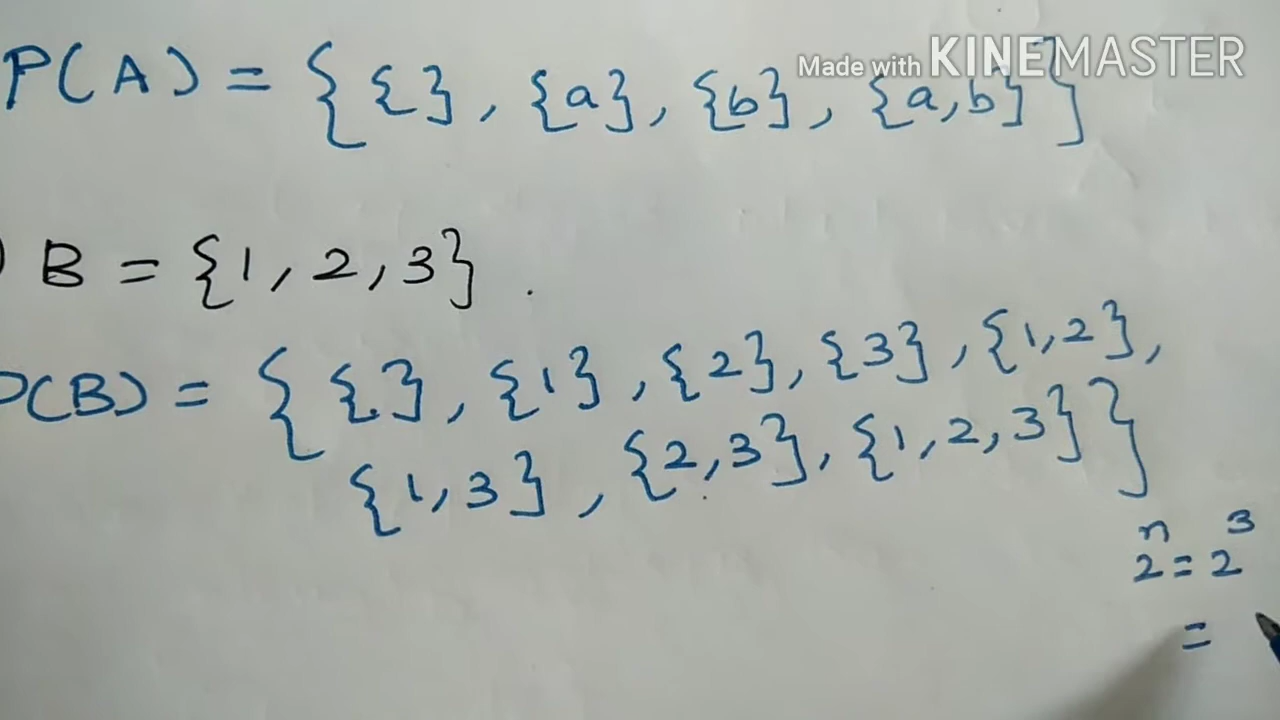 Made with KINEMASTER
P(A) = { { }, {a}, {b}, {a,b} }
) B = {1, 2, 3} .
P(B) = { { }, {1}, {2}, {3}, {1,2},
{1,3}, {2,3}, {1,2,3} }
2ⁿ = 2³
=